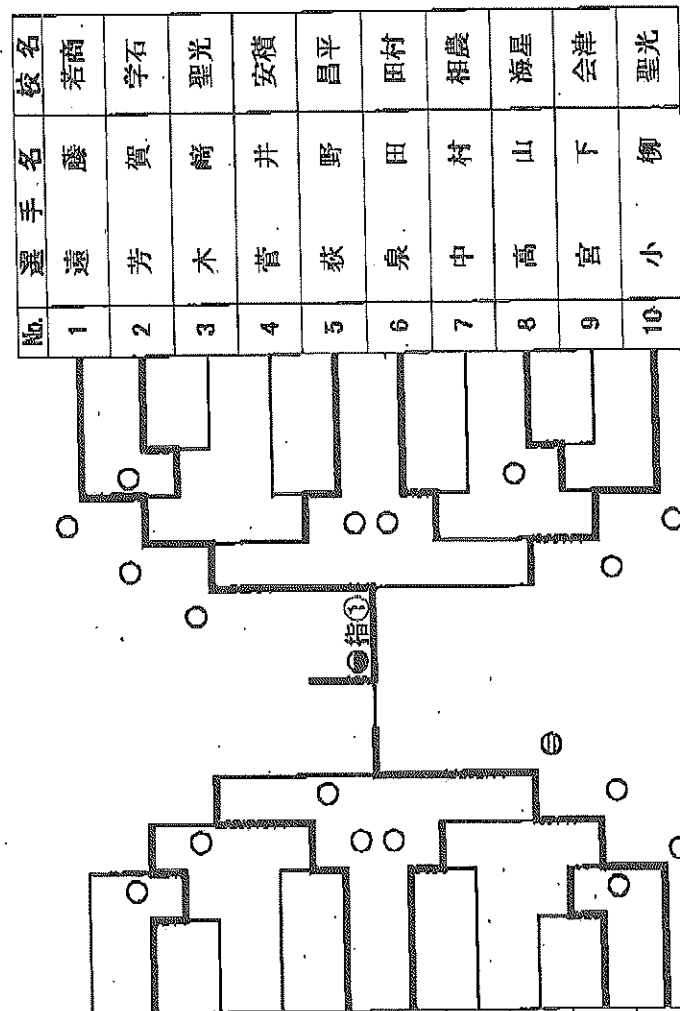 No. 選手名 校名
1 遠藤 若商
2 芳賀 学石
3 木崎 聖光
4 菅井 安積
5 荻野 昌平
6 泉田 田村
7 中村 相農
8 高山 海星
9 宮下 会津
10 小柳 聖光
指①